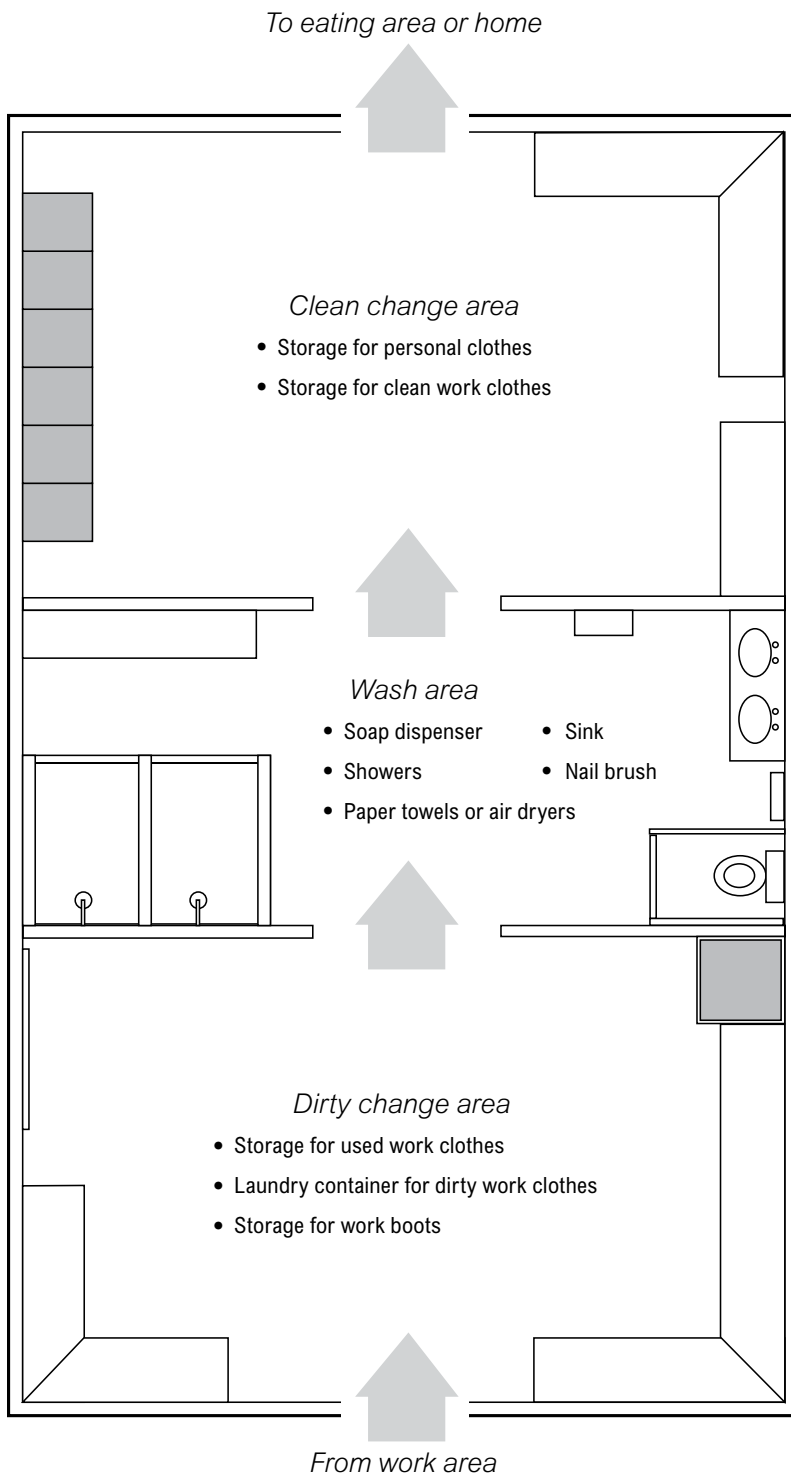 To eating area or home
Clean change area
• Storage for personal clothes
• Storage for clean work clothes
Wash area
• Soap dispenser
• Sink
• Showers
• Nail brush
• Paper towels or air dryers
Dirty change area
• Storage for used work clothes
• Laundry container for dirty work clothes
• Storage for work boots
From work area